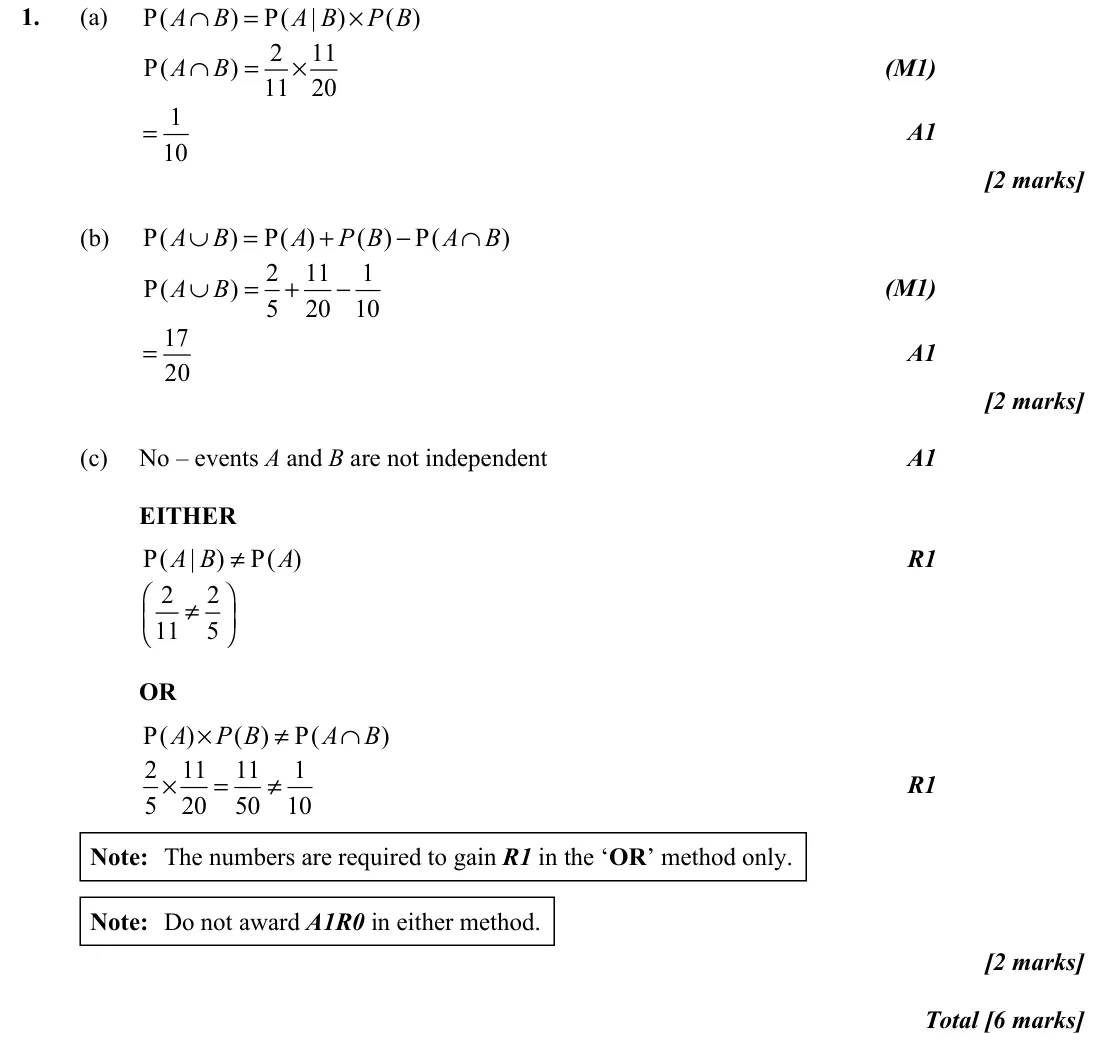 1. (a) P(A∩B)=P(A|B)×P(B)
P(A∩B)=2/11×11/20 (M1)
=1/10 A1
[2 marks]
(b) P(A∪B)=P(A)+P(B)−P(A∩B)
P(A∪B)=2/5+11/20−1/10 (M1)
=17/20 A1
[2 marks]
(c) No – events A and B are not independent A1
EITHER
P(A|B)≠P(A) R1
(2/11≠2/5)
OR
P(A)×P(B)≠P(A∩B)
2/5×11/20=11/50≠1/10 R1
Note: The numbers are required to gain R1 in the ‘OR’ method only.
Note: Do not award A1R0 in either method.
[2 marks]
Total [6 marks]